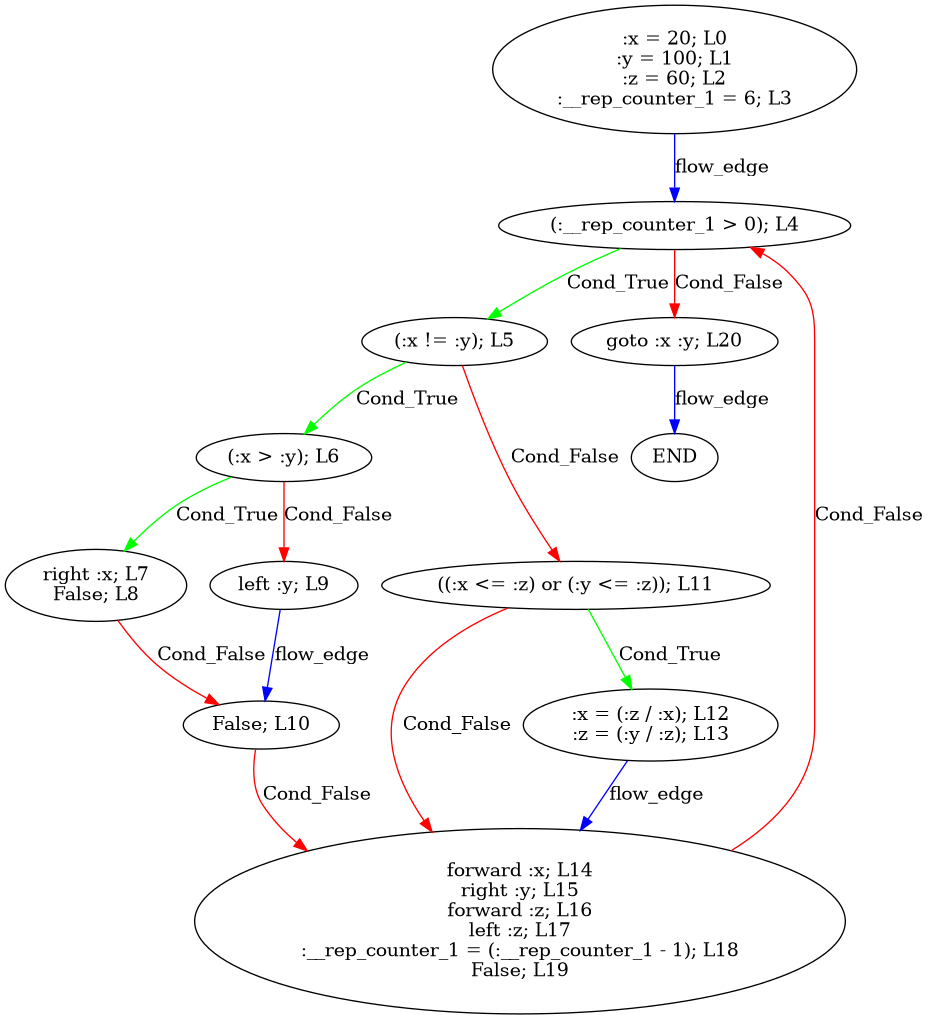 :x = 20; L0
:y = 100; L1
:z = 60; L2
:__rep_counter_1 = 6; L3
flow_edge
(:__rep_counter_1 > 0); L4
Cond_True
Cond_False
(:x != :y); L5
goto :x :y; L20
Cond_True
flow_edge
(:x > :y); L6
Cond_False
END
Cond_True
Cond_False
Cond_False
right :x; L7
False; L8
left :y; L9
((:x <= :z) or (:y <= :z)); L11
Cond_False
flow_edge
Cond_True
False; L10
Cond_False
:x = (:z / :x); L12
:z = (:y / :z); L13
Cond_False
flow_edge
forward :x; L14
right :y; L15
forward :z; L16
left :z; L17
:__rep_counter_1 = (:__rep_counter_1 - 1); L18
False; L19